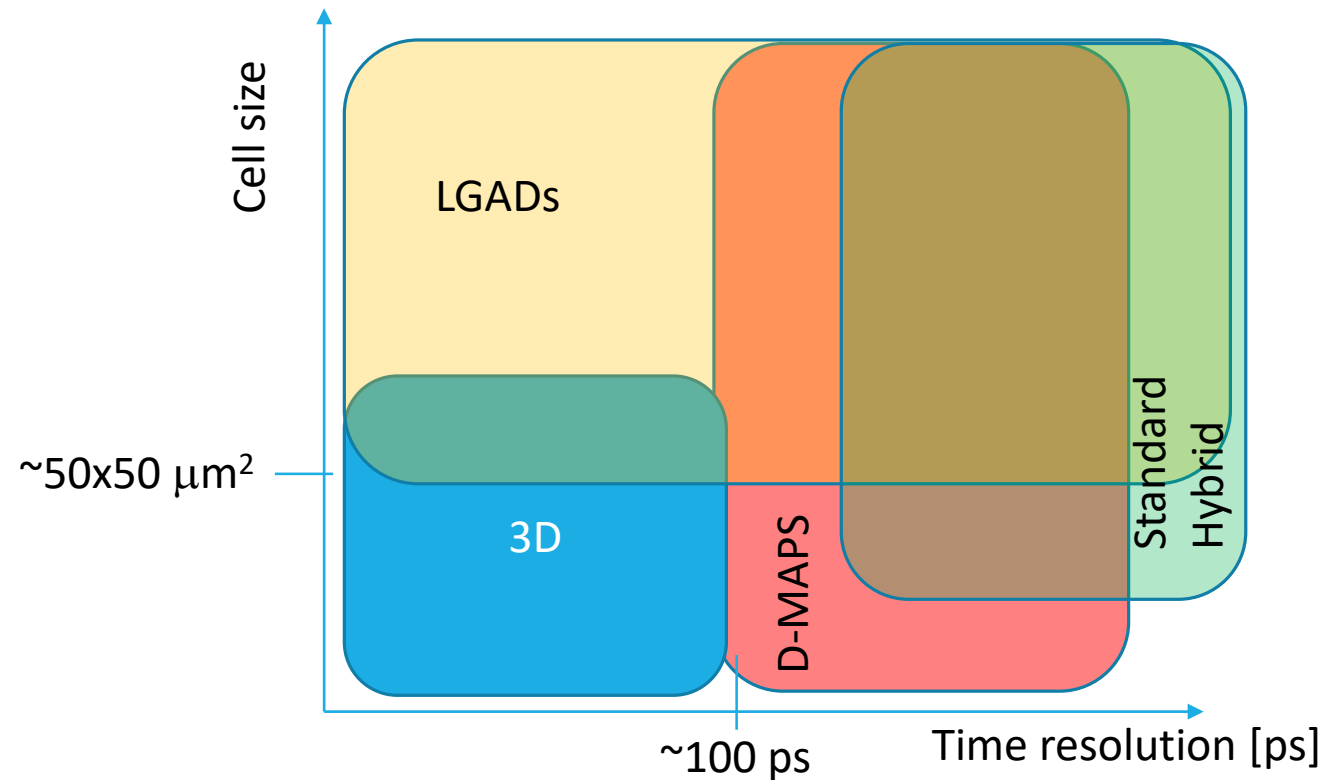 Cell size
LGADs
~50x50 μm²
3D
D-MAPS
Standard
Hybrid
~100 ps
Time resolution [ps]